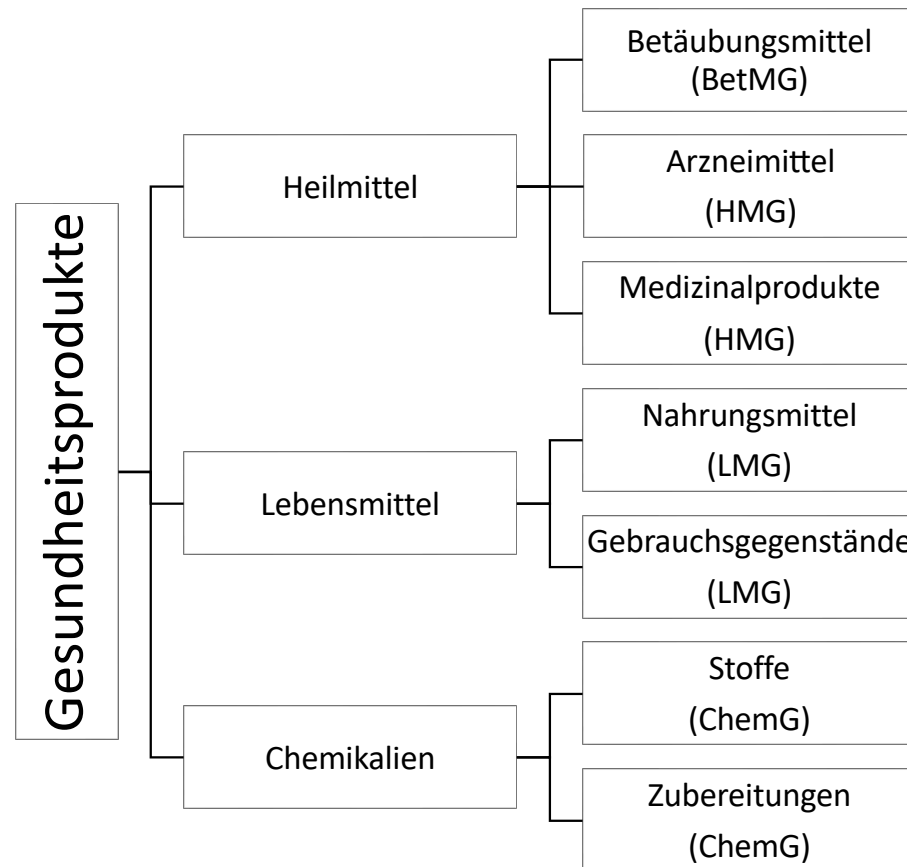 Gesundheitsprodukte
Heilmittel
Betäubungsmittel
(BetMG)
Arzneimittel
(HMG)
Medizinalprodukte
(HMG)
Lebensmittel
Nahrungsmittel
(LMG)
Gebrauchsgegenstände
(LMG)
Chemikalien
Stoffe
(ChemG)
Zubereitungen
(ChemG)